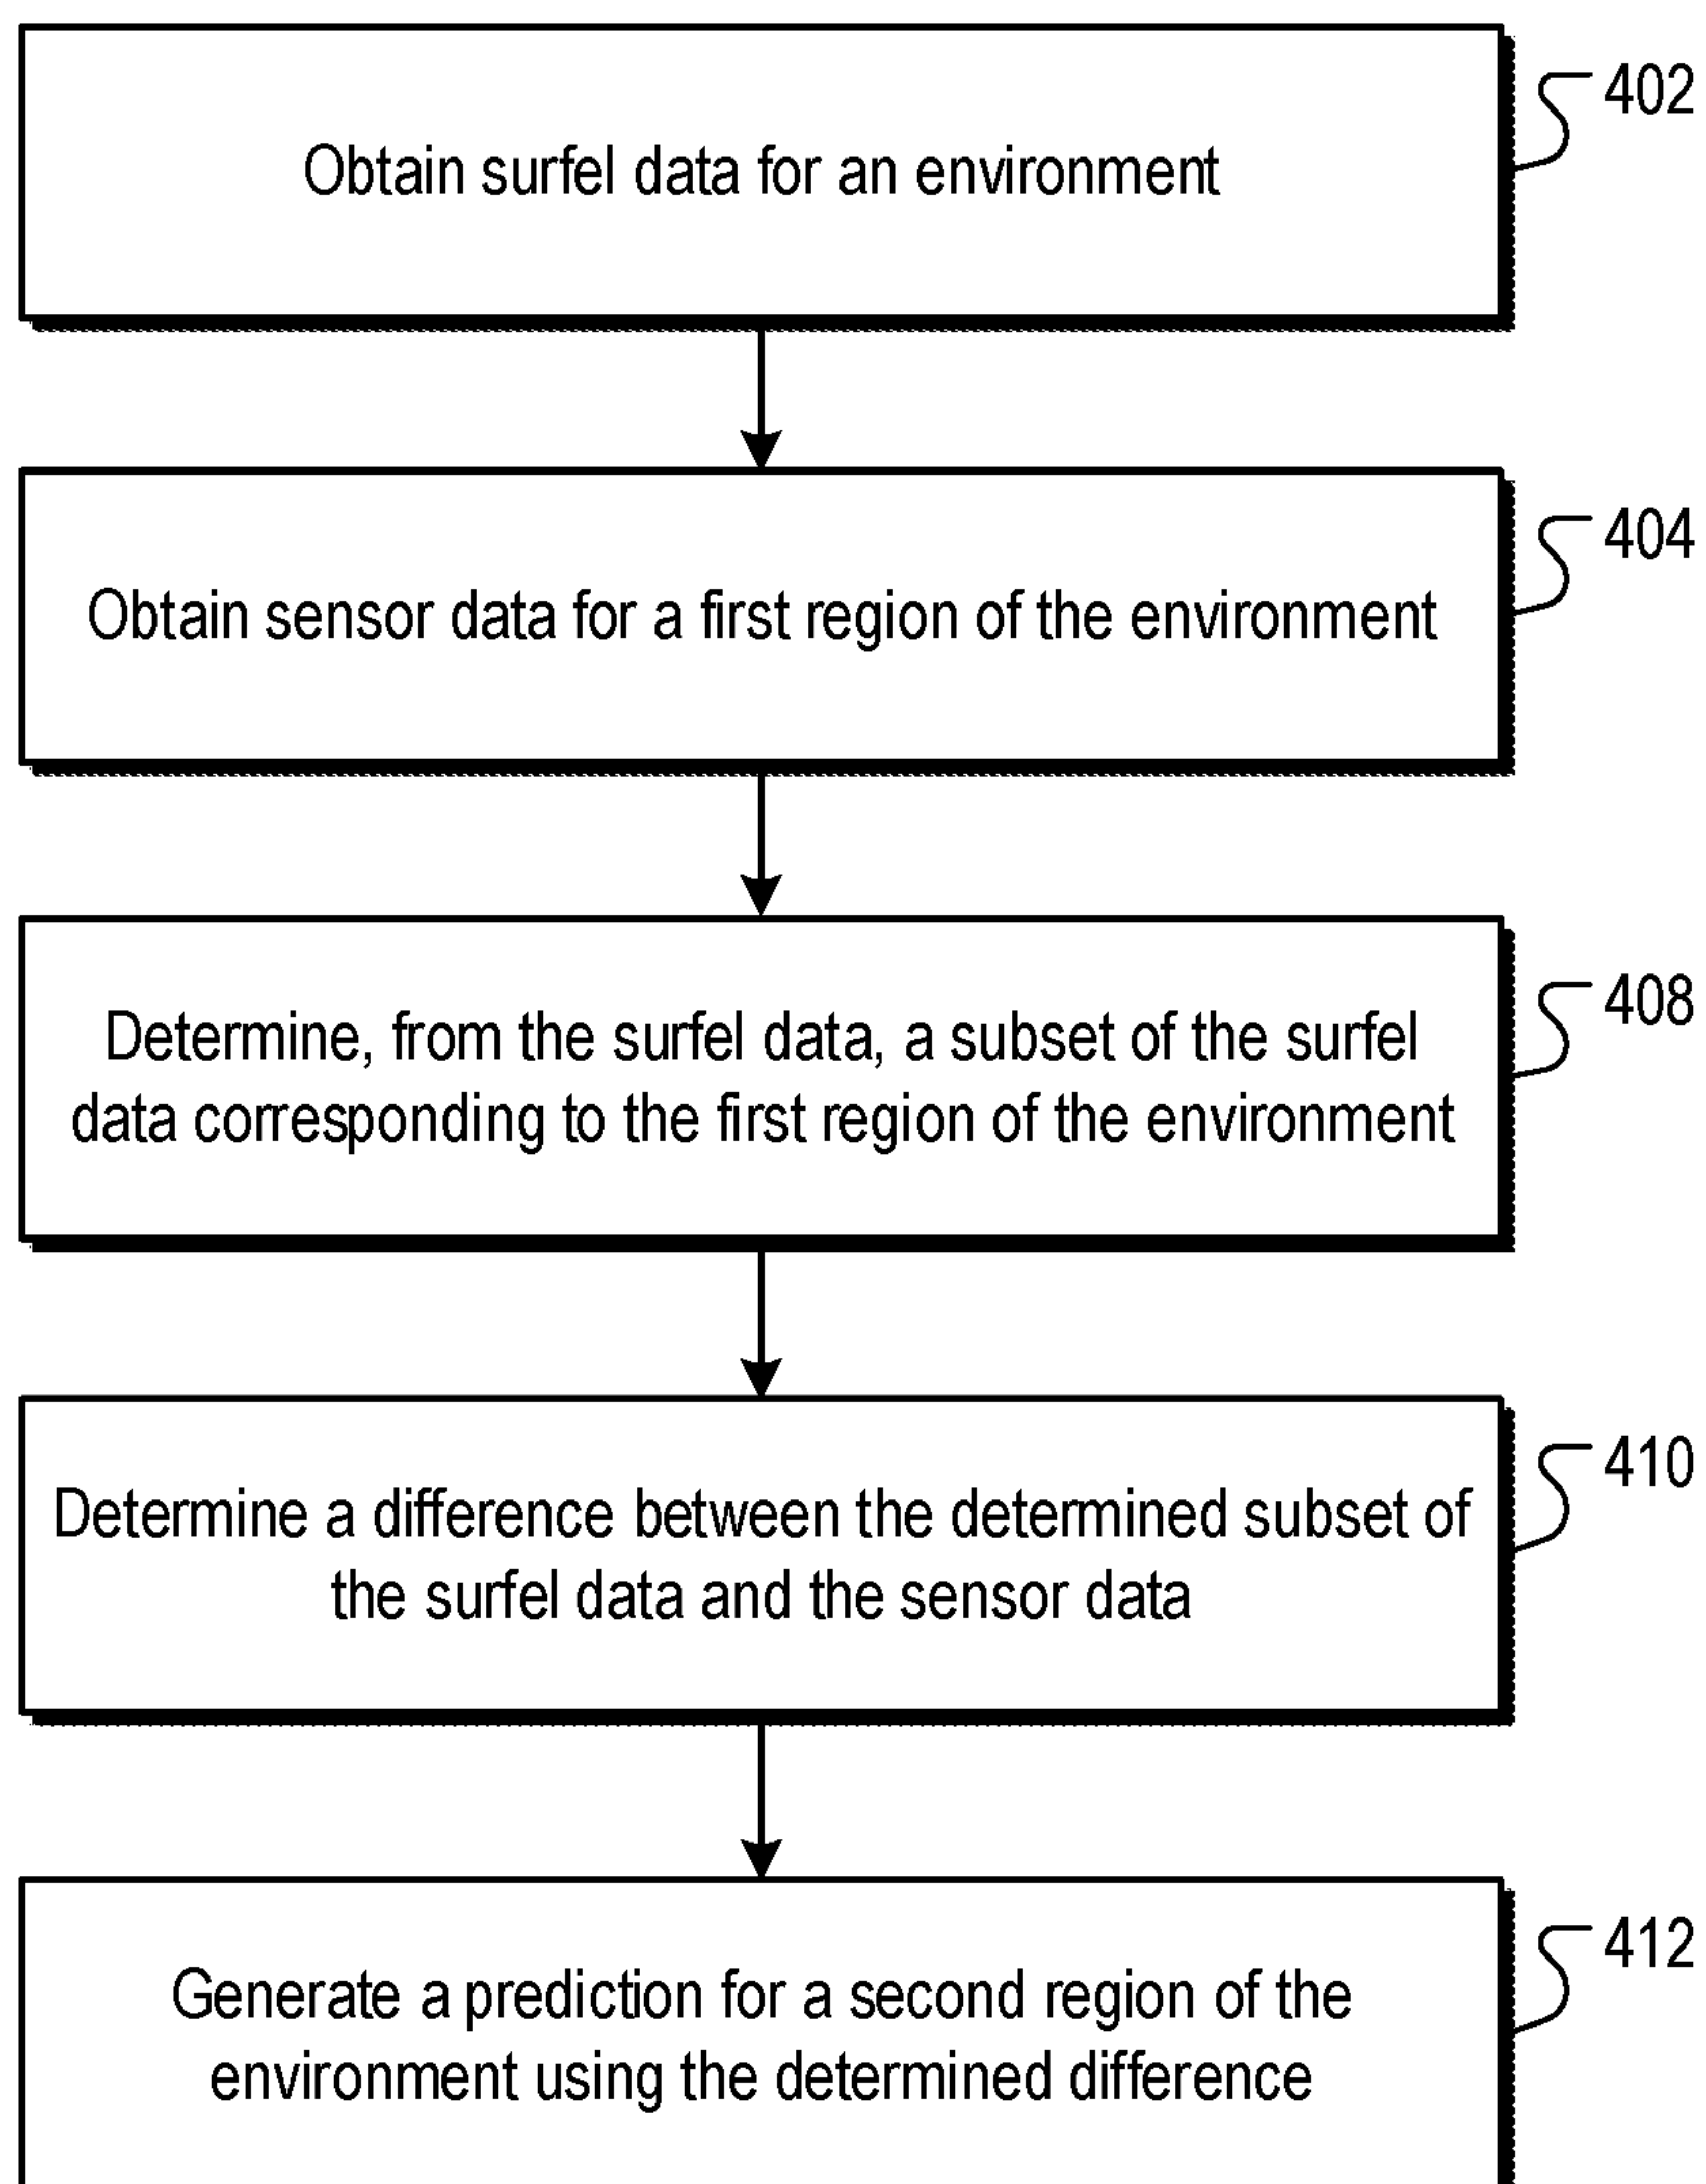 Obtain surfel data for an environment
402
Obtain sensor data for a first region of the environment
404
Determine, from the surfel data, a subset of the surfel
data corresponding to the first region of the environment
408
Determine a difference between the determined subset of
the surfel data and the sensor data
410
Generate a prediction for a second region of the
environment using the determined difference
412